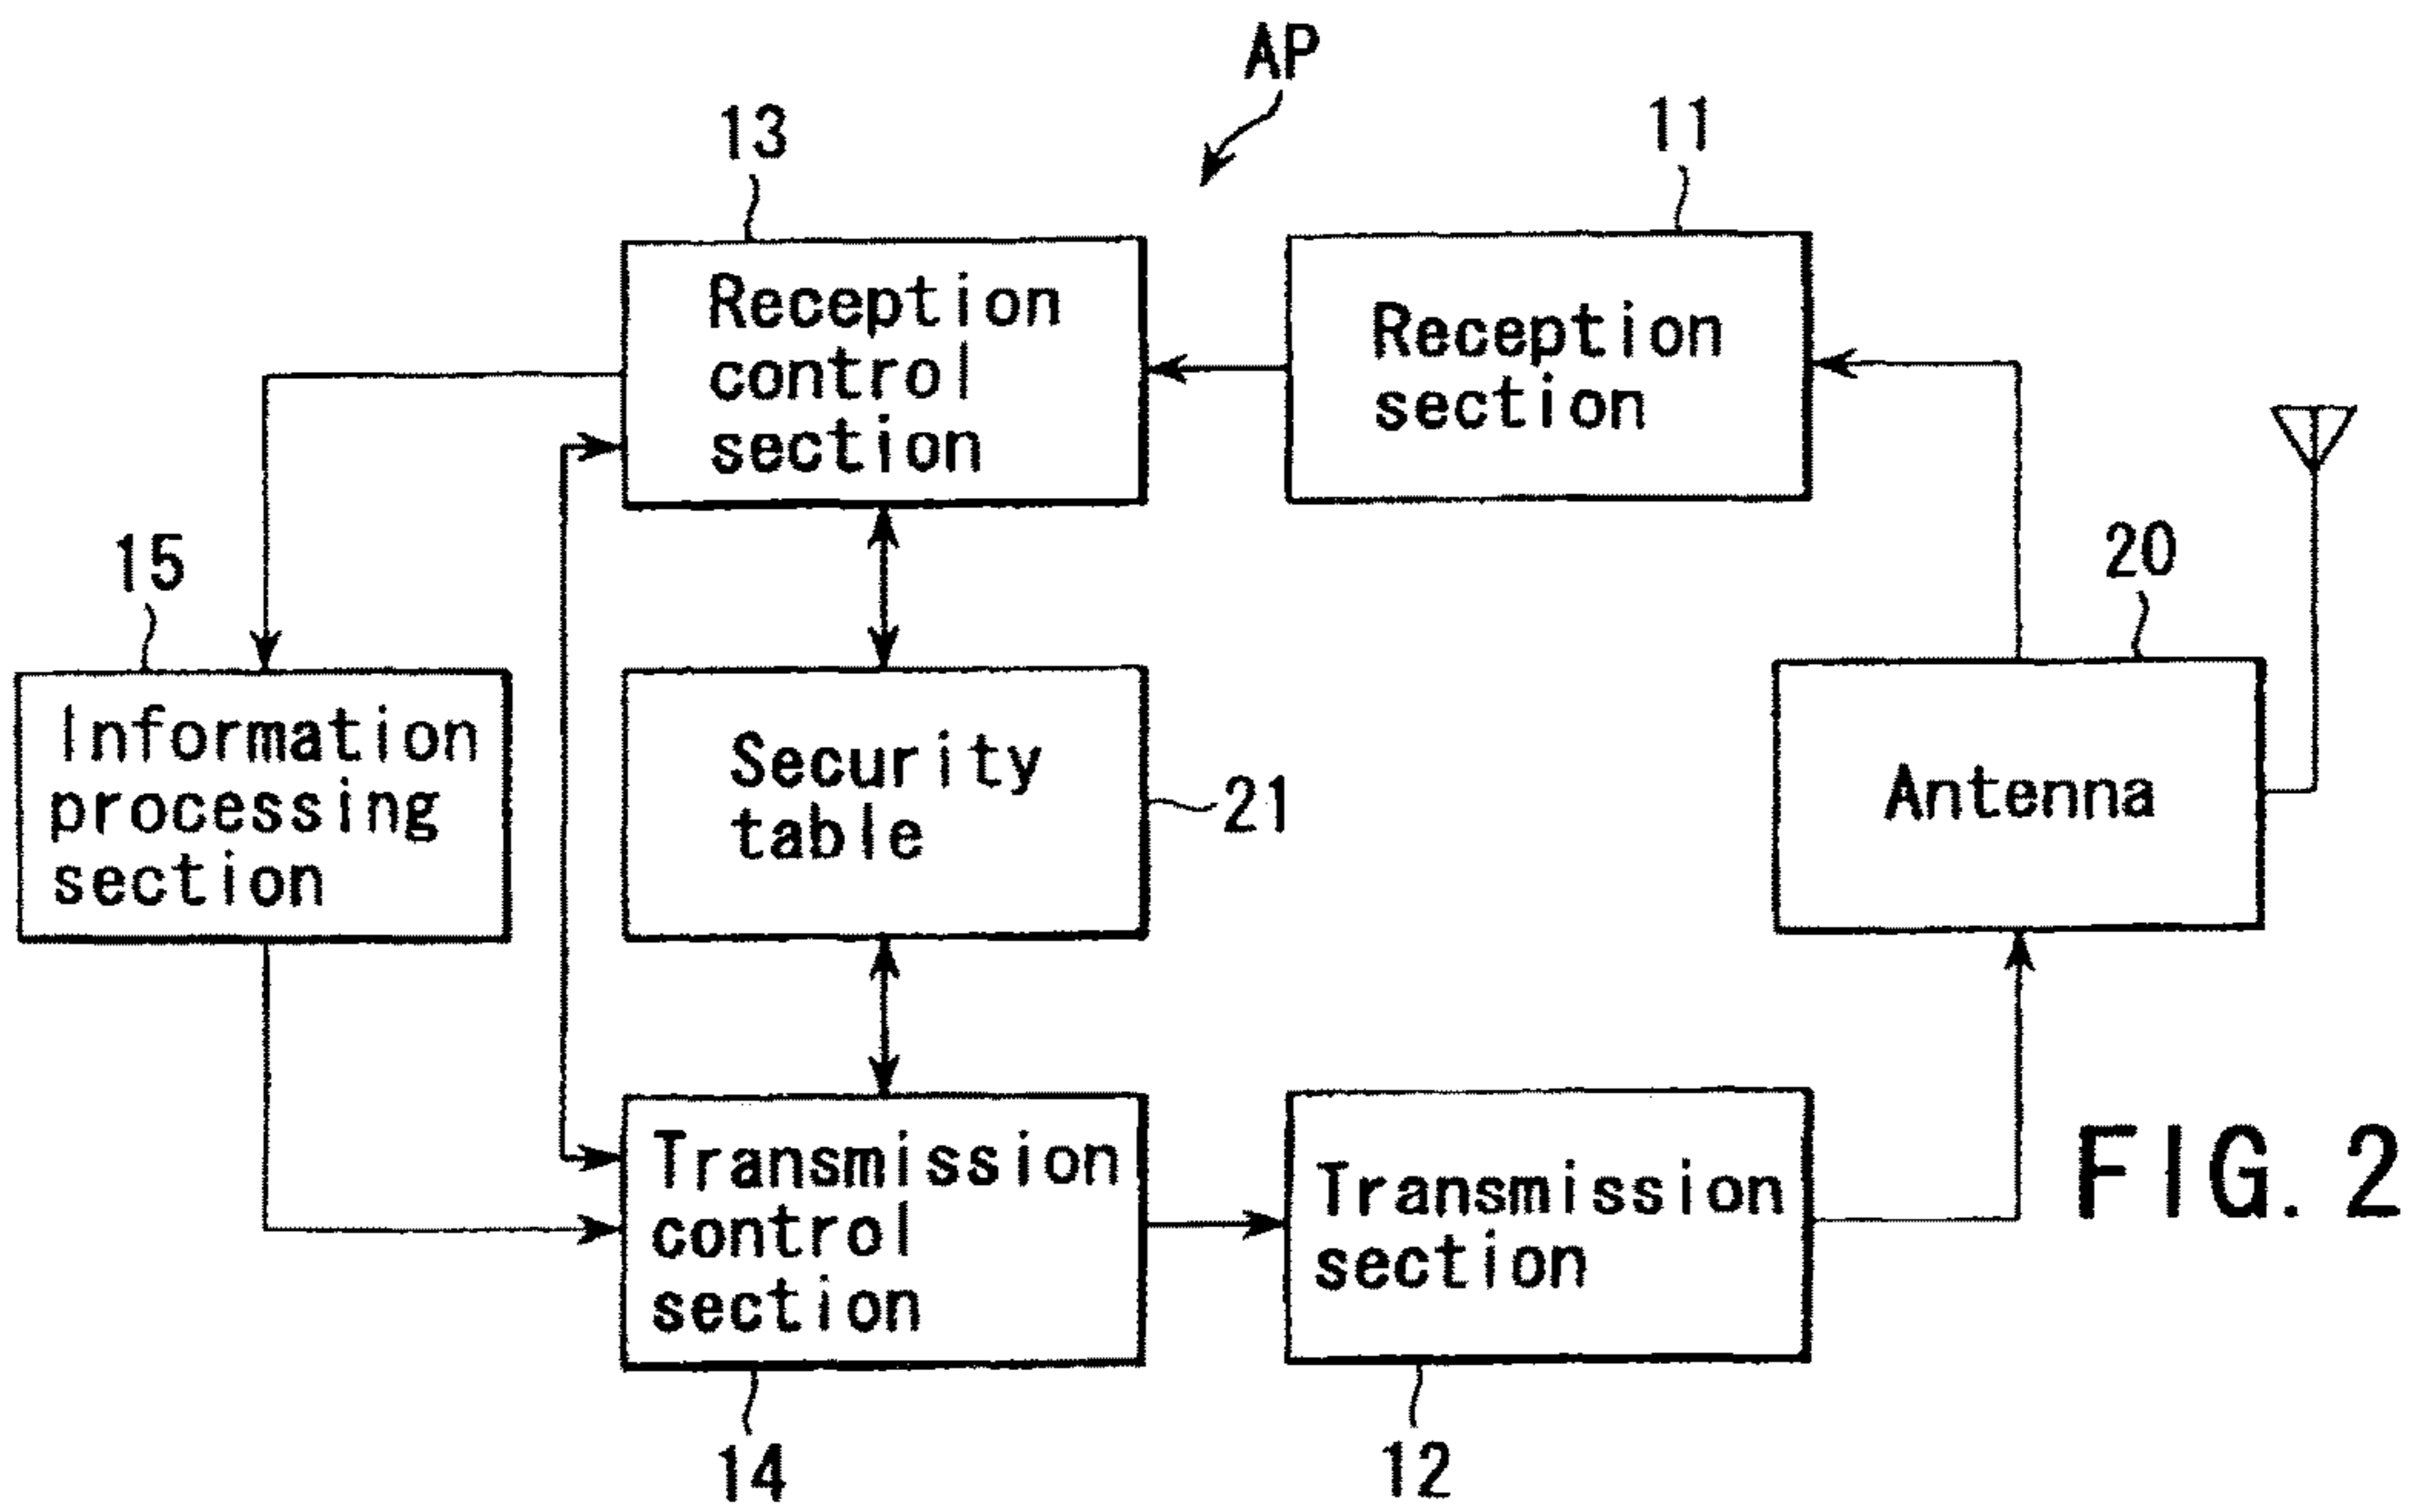 AP
13
11
Reception
control
section
Reception
section
15
20
Information
processing
section
Security
table
21
Antenna
Transmission
control
section
Transmission
section
FIG. 2
14
12